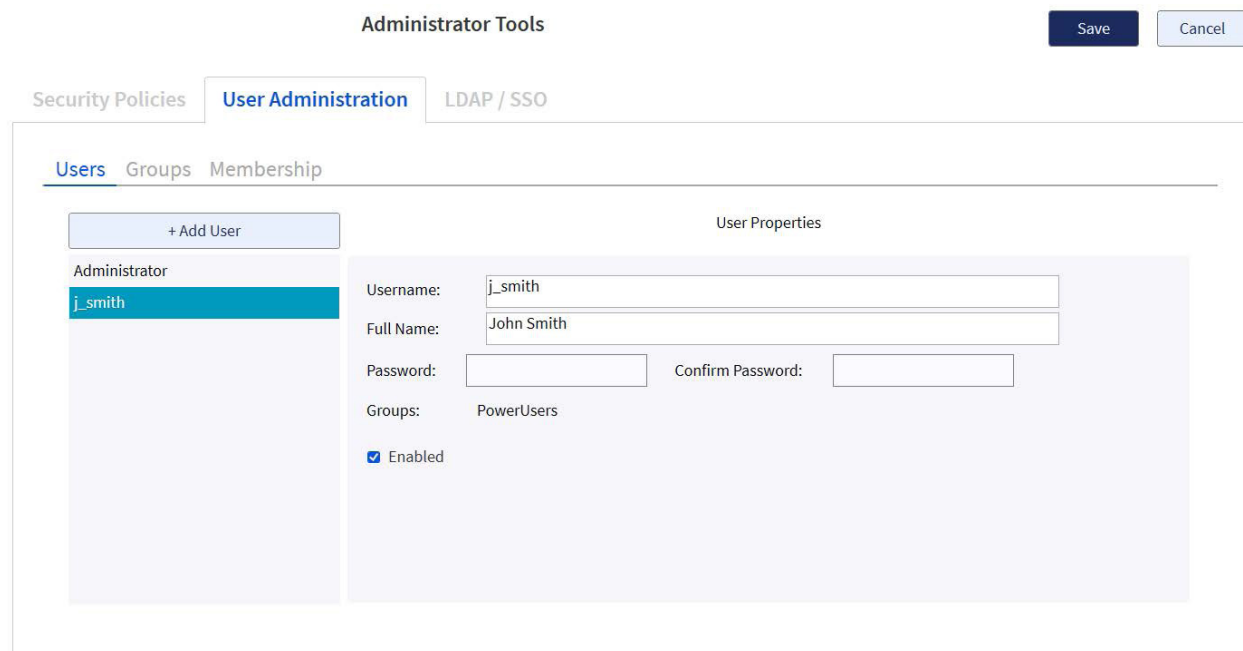 Administrator Tools
Save
Cancel
Security Policies
User Administration
LDAP / SSO
Users
Groups
Membership
+ Add User
User Properties
Administrator
j_smith
Username:
j_smith
Full Name:
John Smith
Password:
Confirm Password:
Groups:
PowerUsers
Enabled